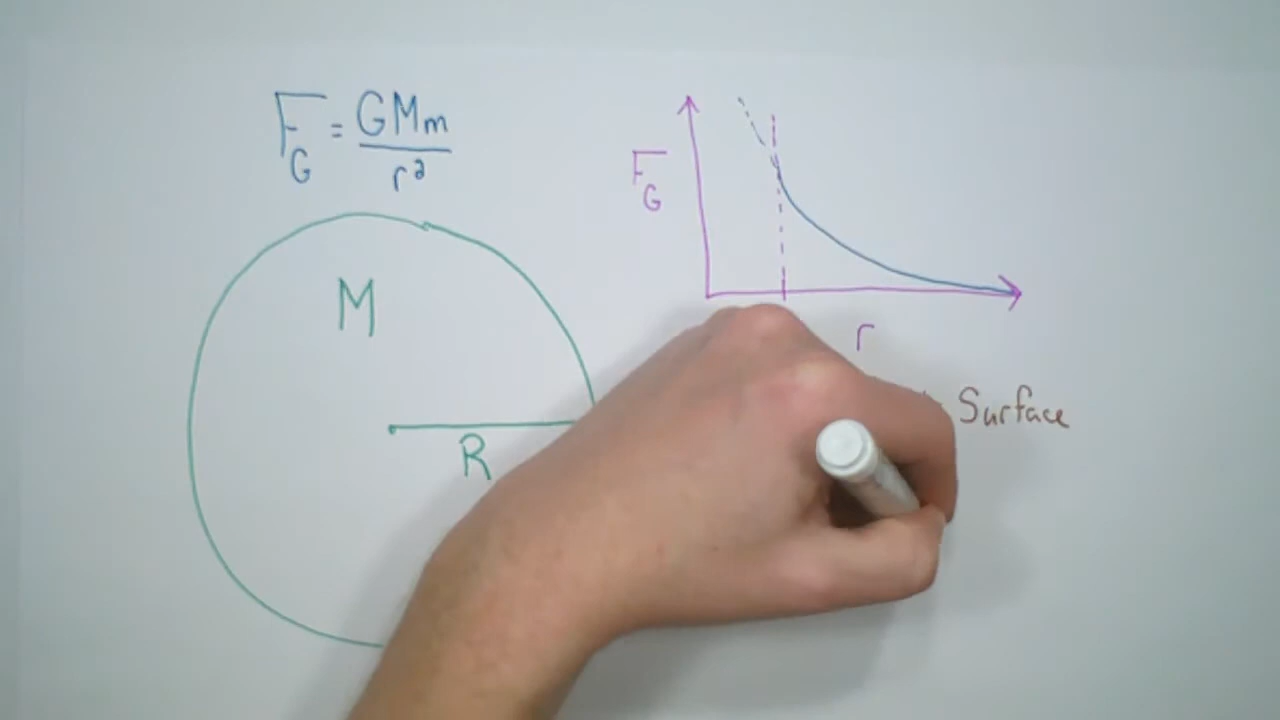 F_G = GMm
r²
F_G
M
r
Surface
R